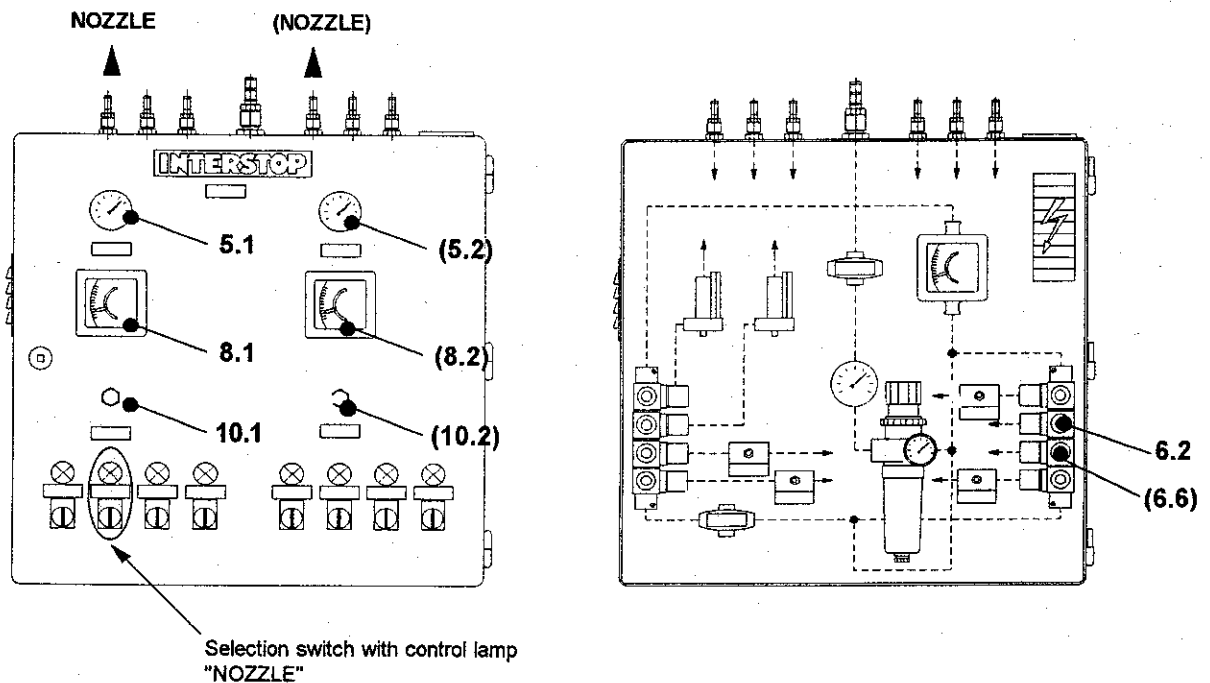 NOZZLE
(NOZZLE)
INTERSTOP
5.1
(5.2)
8.1
(8.2)
10.1
(10.2)
6.2
(6.6)
Selection switch with control lamp
"NOZZLE"